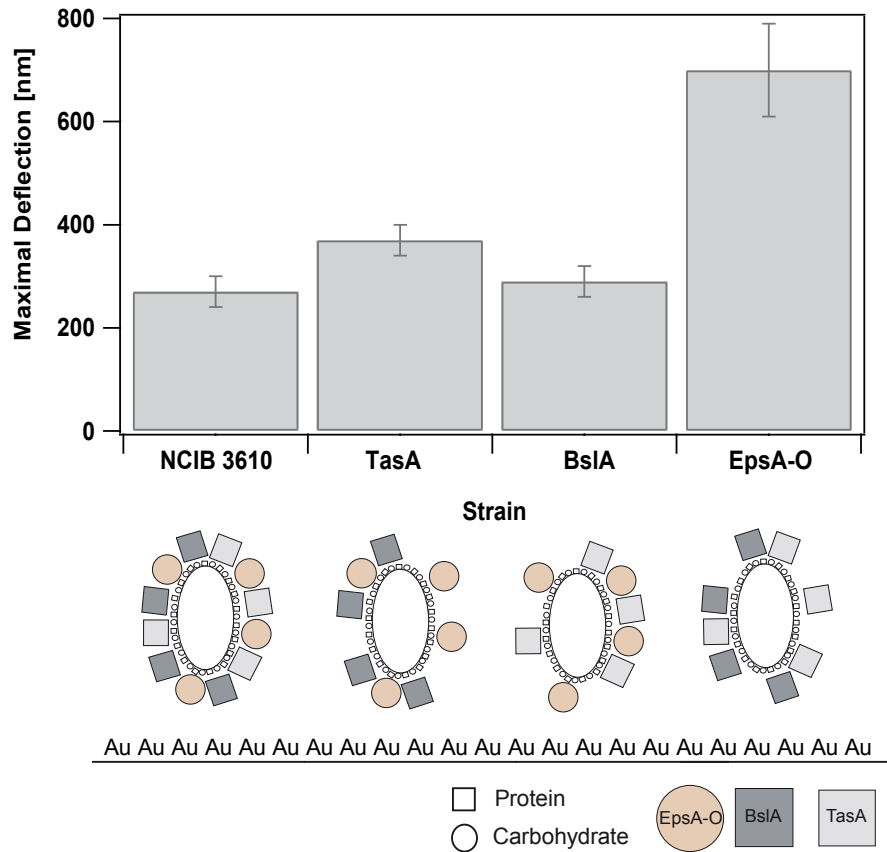 Maximal Deflection [nm]
800
600
400
200
0
NCIB 3610 TasA BslA EpsA-O
Strain
Au Au Au Au Au Au Au Au Au Au Au Au Au Au Au Au Au Au Au Au Au Au Au
Protein
Carbohydrate
EpsA-O BslA TasA